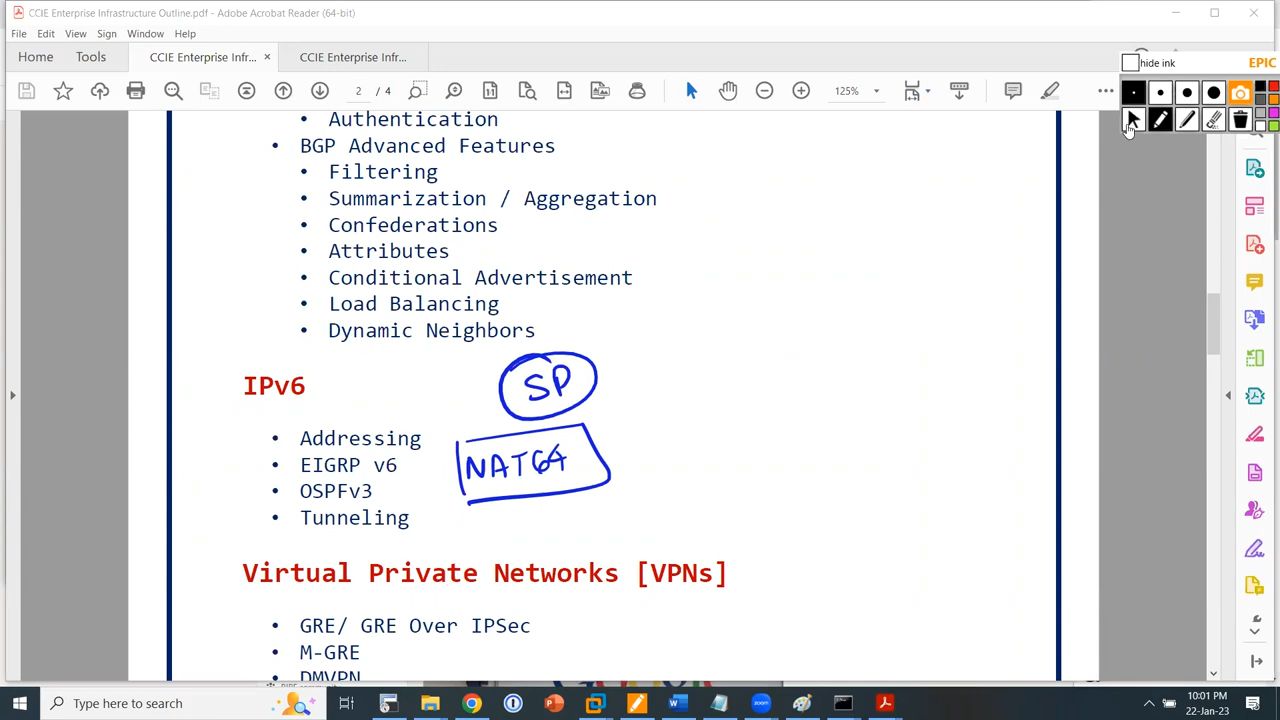 CCIE Enterprise Infrastructure Outline.pdf - Adobe Acrobat Reader (64-bit)
File Edit View Sign Window Help
Home Tools CCIE Enterprise Infr... × CCIE Enterprise Infr...
hide ink EPIC
2 / 4 125%
• Authentication
• BGP Advanced Features
• Filtering
• Summarization / Aggregation
• Confederations
• Attributes
• Conditional Advertisement
• Load Balancing
• Dynamic Neighbors
SP
IPv6
• Addressing
• EIGRP v6
NAT64
• OSPFv3
• Tunneling
Virtual Private Networks [VPNs]
• GRE/ GRE Over IPSec
• M-GRE
DMVPN
Type here to search
10:01 PM
22-Jan-23